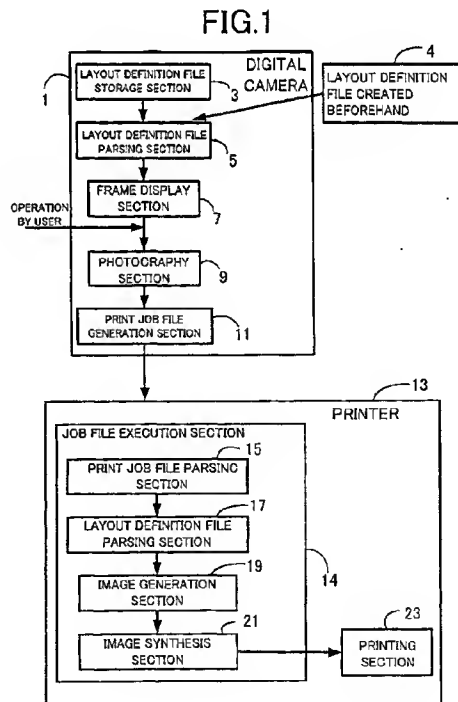 FIG.1
DIGITAL
CAMERA
1
LAYOUT DEFINITION FILE
STORAGE SECTION
3
4
LAYOUT DEFINITION
FILE CREATED
BEFOREHAND
LAYOUT DEFINITION FILE
PARSING SECTION
5
FRAME DISPLAY
SECTION
7
OPERATION
BY USER
PHOTOGRAPHY
SECTION
9
PRINT JOB FILE
GENERATION SECTION
11
13
PRINTER
JOB FILE EXECUTION SECTION
15
PRINT JOB FILE PARSING
SECTION
17
LAYOUT DEFINITION FILE
PARSING SECTION
19
IMAGE GENERATION
SECTION
14
21
IMAGE SYNTHESIS
SECTION
23
PRINTING
SECTION